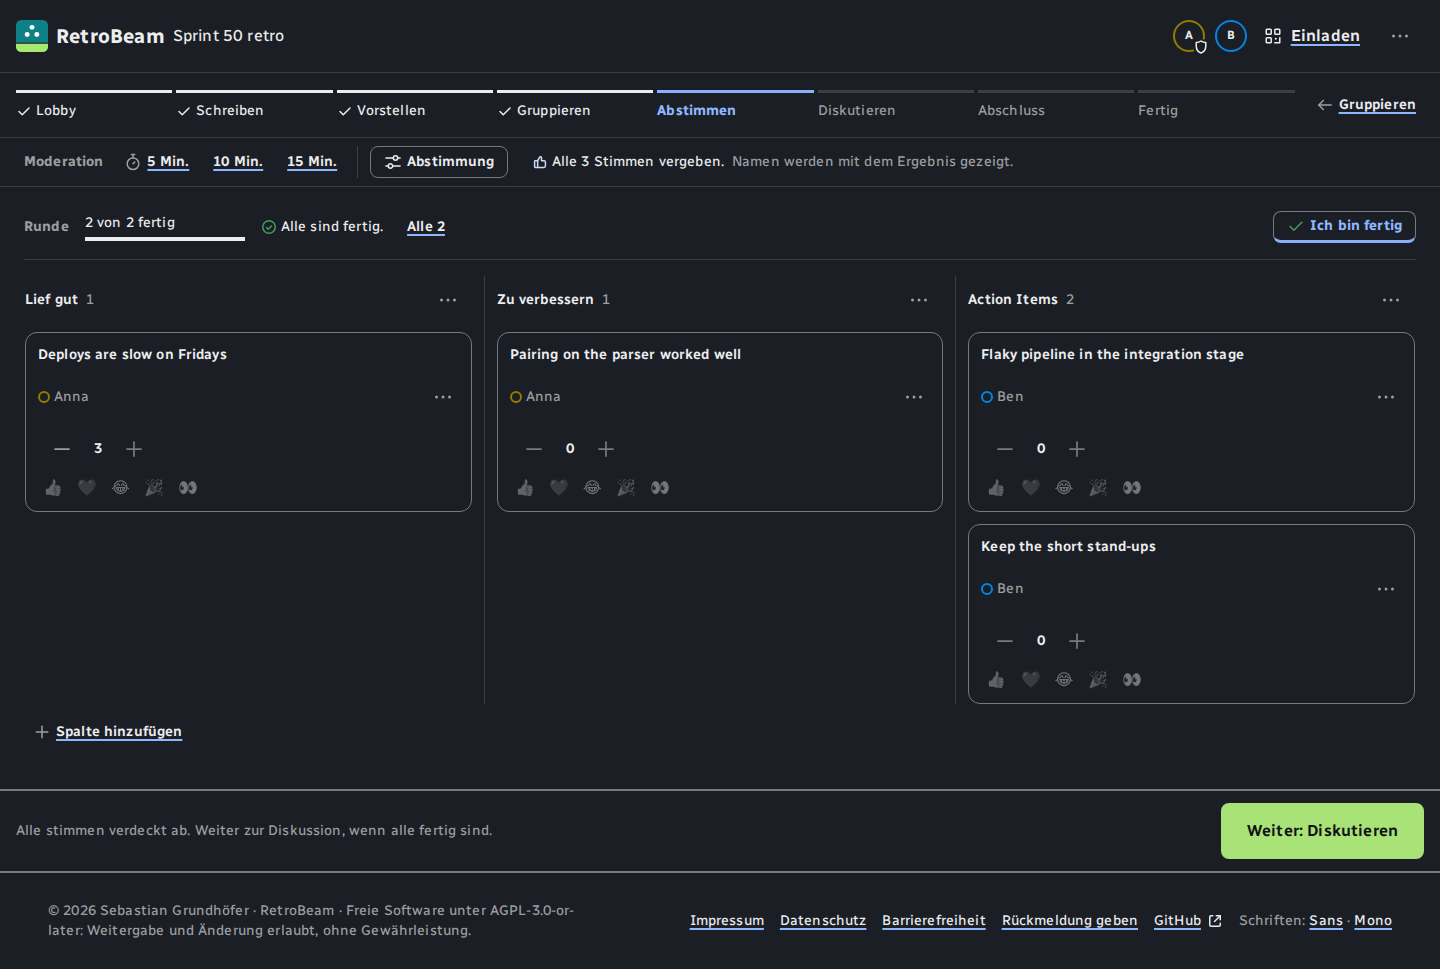 RetroBeam Sprint 50 retro
A B Einladen
Lobby Schreiben Vorstellen Gruppieren Abstimmen Diskutieren Abschluss Fertig Gruppieren
Moderation 5 Min. 10 Min. 15 Min. Abstimmung Alle 3 Stimmen vergeben. Namen werden mit dem Ergebnis gezeigt.
Runde 2 von 2 fertig Alle sind fertig. Alle 2 Ich bin fertig
Lief gut 1
Deploys are slow on Fridays
Anna
3
Zu verbessern 1
Pairing on the parser worked well
Anna
0
Action Items 2
Flaky pipeline in the integration stage
Ben
0
Keep the short stand-ups
Ben
0
Spalte hinzufügen
Alle stimmen verdeckt ab. Weiter zur Diskussion, wenn alle fertig sind.
Weiter: Diskutieren
© 2026 Sebastian Grundhöfer · RetroBeam · Freie Software unter AGPL-3.0-or-
later: Weitergabe und Änderung erlaubt, ohne Gewährleistung.
Impressum Datenschutz Barrierefreiheit Rückmeldung geben GitHub Schriften: Sans · Mono